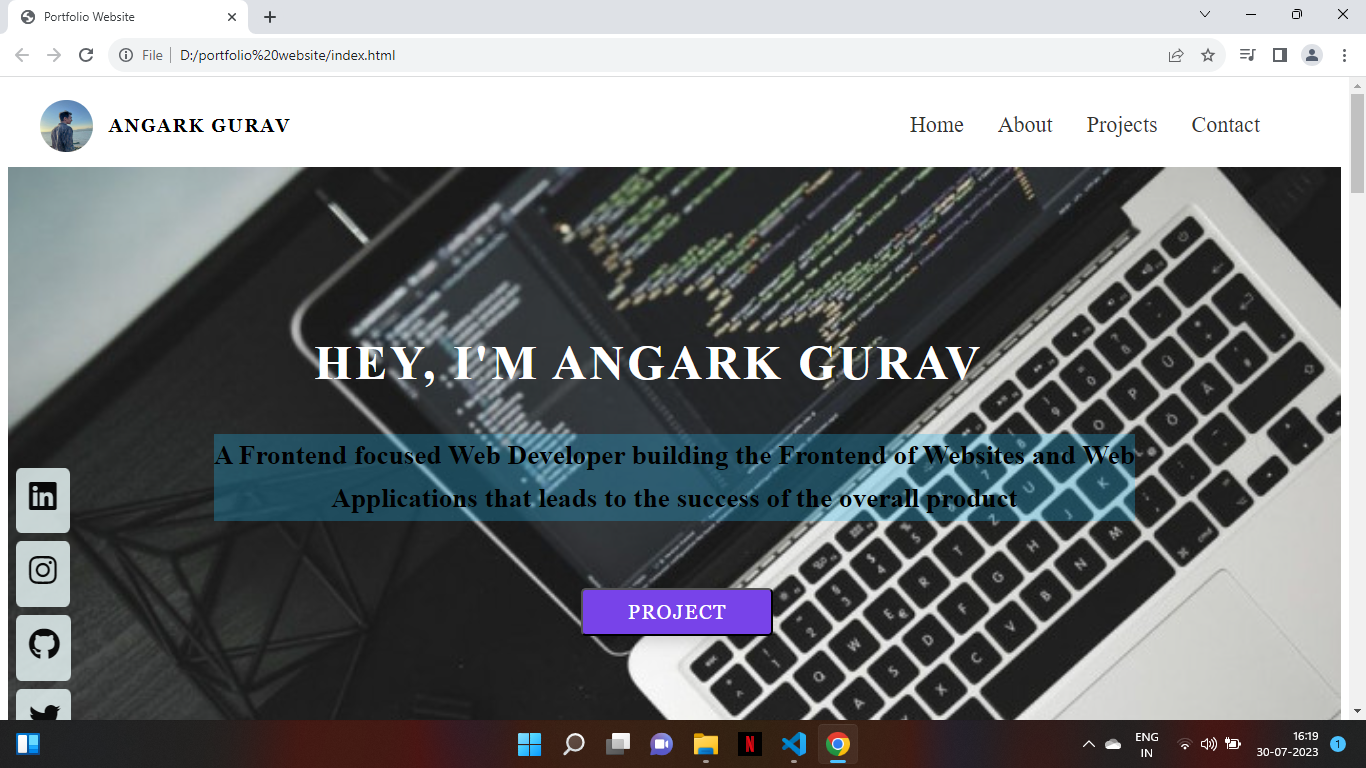 Portfolio Website
File
D:/portfolio%20website/index.html
ANGARK GURAV
Home
About
Projects
Contact
HEY, I'M ANGARK GURAV
A Frontend focused Web Developer building the Frontend of Websites and Web
Applications that leads to the success of the overall product
PROJECT
in
N
ENG
IN
16:19
30-07-2023
1